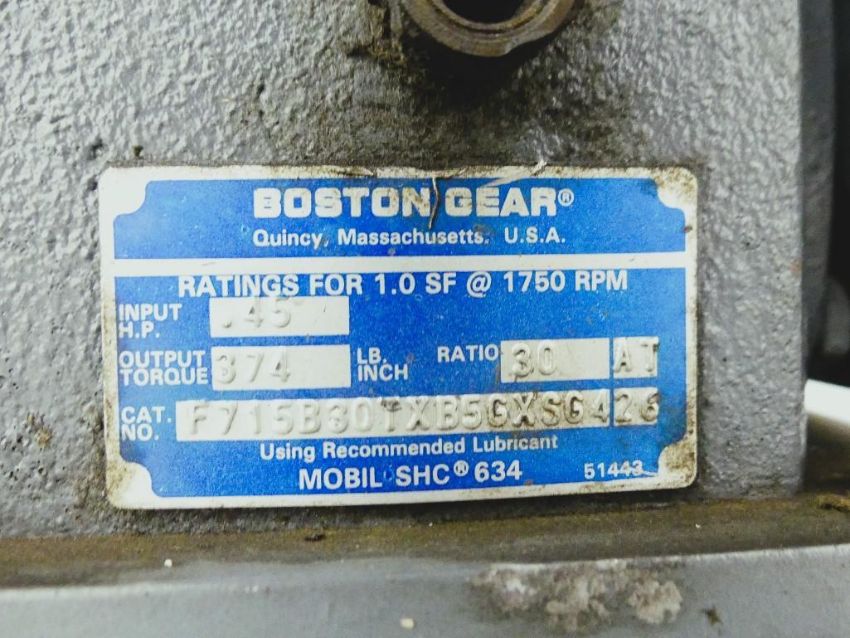 BOSTON GEAR®
Quincy, Massachusetts, U.S.A.
RATINGS FOR 1.0 SF @ 1750 RPM
INPUT H.P. .45
OUTPUT TORQUE 374 LB. INCH RATIO 30 AT
CAT. NO. F715B30TXB5GXSG426
Using Recommended Lubricant
MOBIL SHC® 634 51443